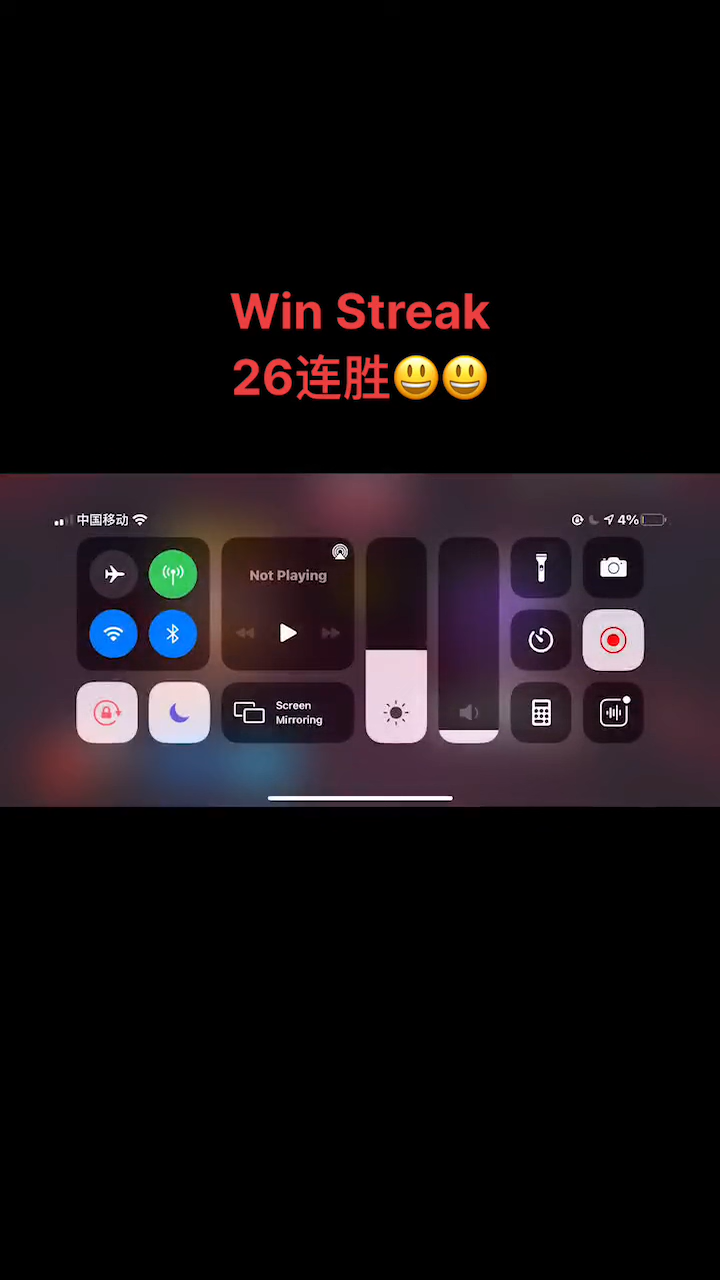 Win Streak
26连胜😃😃
中国移动
4%
Not Playing
Screen
Mirroring